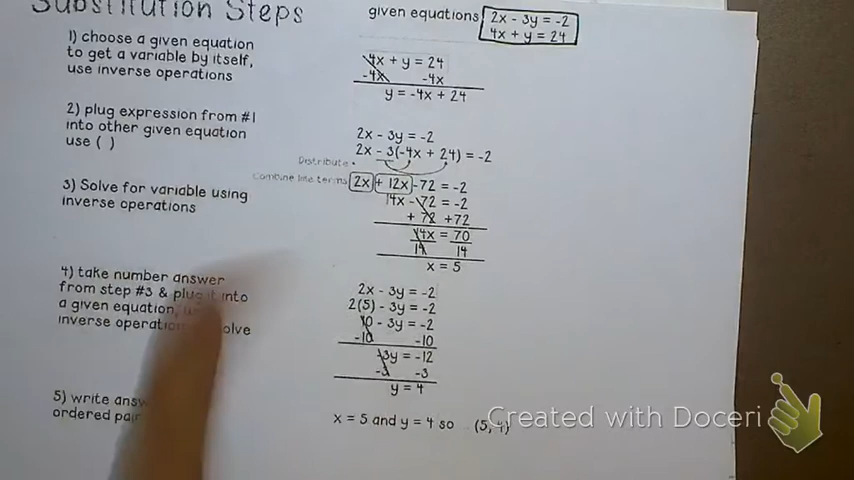 Substitution Steps
given equations
2x - 3y = -2
4x + y = 24
1) choose a given equation
to get a variable by itself,
use inverse operations
4x + y = 24
-4x -4x
y = -4x + 24
2) plug expression from #1
into other given equation
use ( )
2x - 3y = -2
2x - 3(-4x + 24) = -2
Distribute
Combine like terms
2x + 12x - 72 = -2
3) Solve for variable using
inverse operations
14x - 72 = -2
+ 72 +72
14x = 70
14 14
x = 5
4) take number answer
from step #3 & plug it into
a given equation,
inverse operations solve
2x - 3y = -2
2(5) - 3y = -2
10 - 3y = -2
-10 -10
-3y = -12
-3 -3
y = 4
5) write
ordered pair
x = 5 and y = 4 so (5, 4)
Created with Doceri